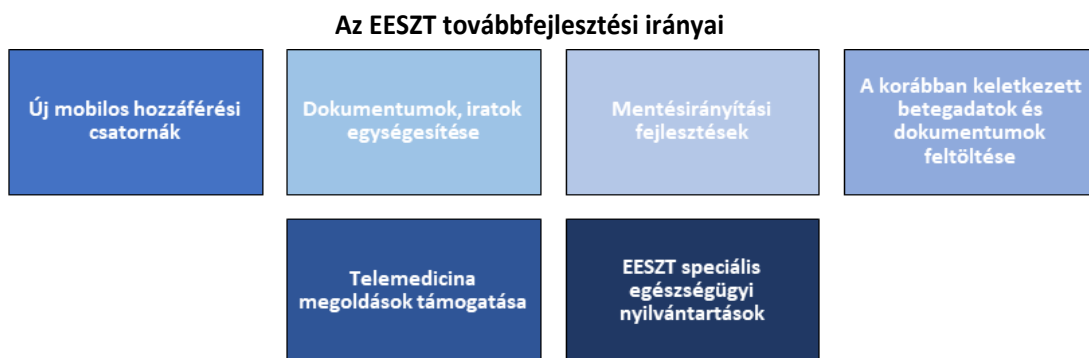 Az EESZT továbbfejlesztési irányai
Új mobilos hozzáférési
csatornák
Dokumentumok, iratok
egységesítése
Mentésirányítási
fejlesztések
A korábban keletkezett
betegadatok és
dokumentumok
feltöltése
Telemedicina
megoldások támogatása
EESZT speciális
egészségügyi
nyilvántartások